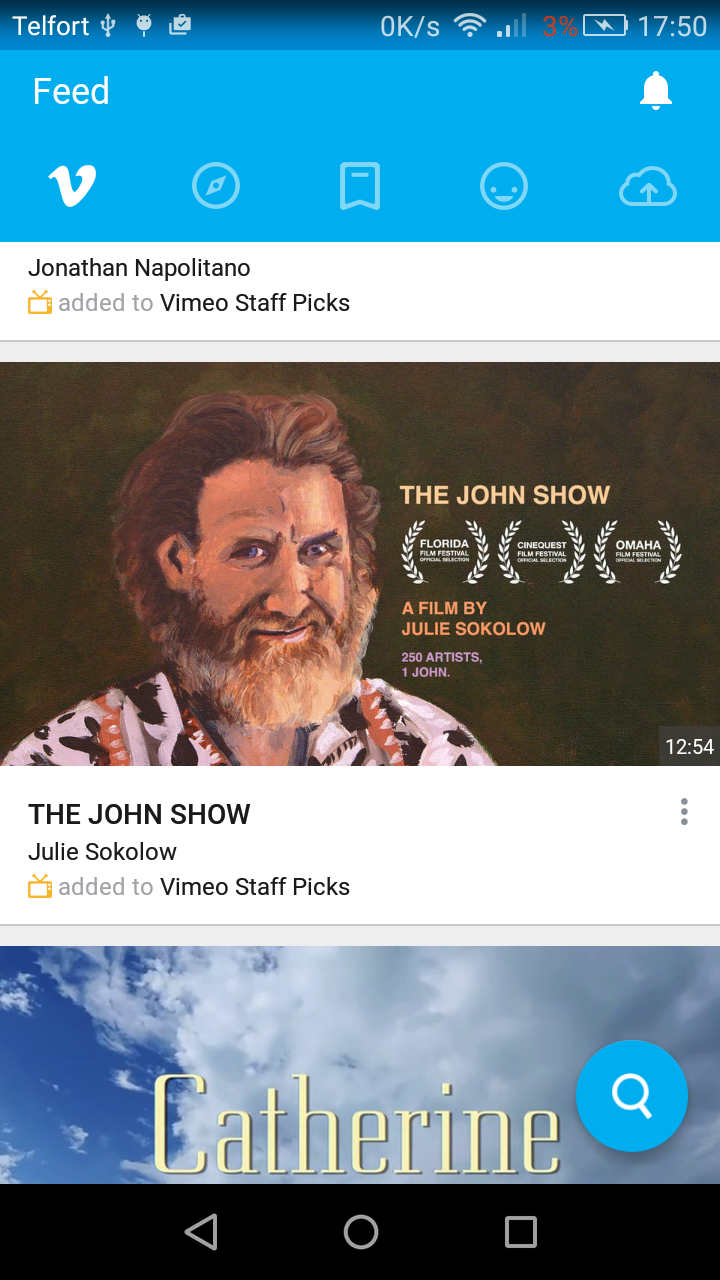 Telfort 0K/s 3% 17:50
Feed
Jonathan Napolitano
added to Vimeo Staff Picks
THE JOHN SHOW
FLORIDA
FILM FESTIVAL
OFFICIAL SELECTION
CINEQUEST
FILM FESTIVAL
OFFICIAL SELECTION
OMAHA
FILM FESTIVAL
OFFICIAL SELECTION
A FILM BY
JULIE SOKOLOW
250 ARTISTS,
1 JOHN.
12:54
THE JOHN SHOW
Julie Sokolow
added to Vimeo Staff Picks
Catherine